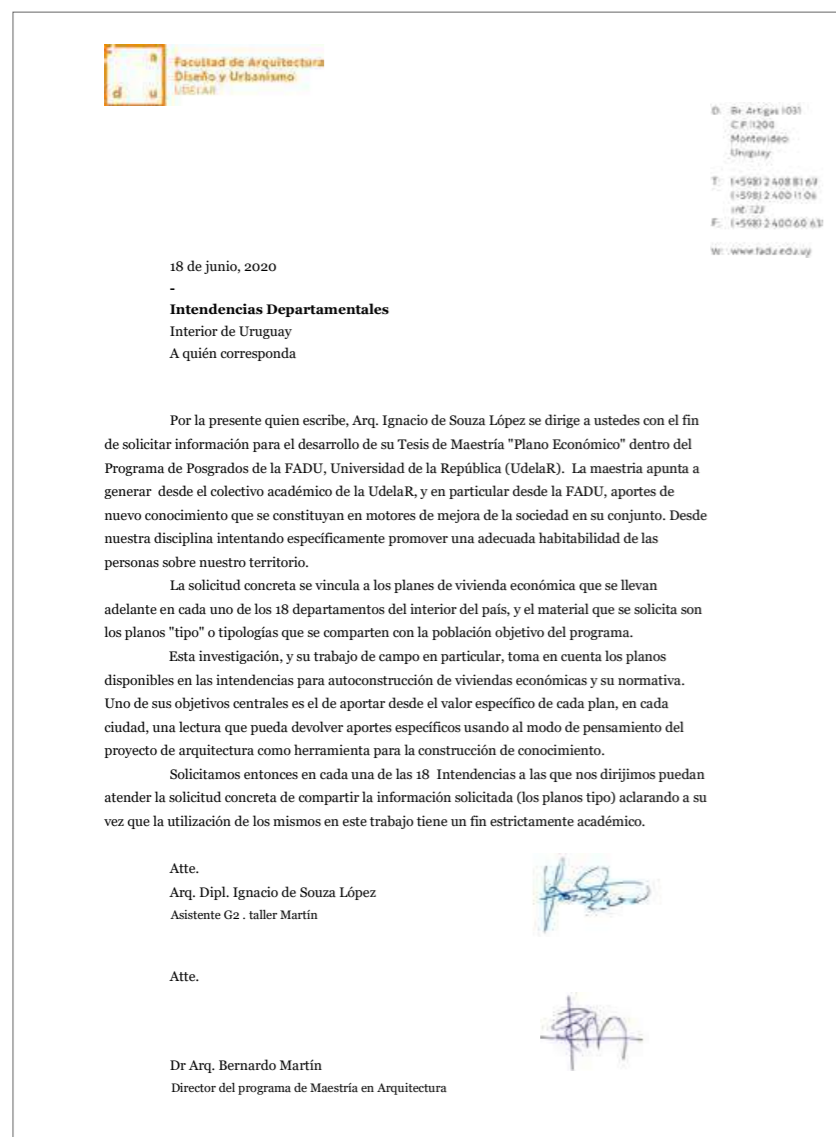 F a
d u
Facultad de Arquitectura
Diseño y Urbanismo
UDELAR
D: Br. Artigas 1031
C.P. 11200
Montevideo
Uruguay
T: (+598) 2 408 81 69
(+598) 2 400 11 06
int. 123
F: (+598) 2 400 60 63
W: www.fadu.edu.uy
18 de junio, 2020
-
Intendencias Departamentales
Interior de Uruguay
A quién corresponda
Por la presente quien escribe, Arq. Ignacio de Souza López se dirige a ustedes con el fin
de solicitar información para el desarrollo de su Tesis de Maestría "Plano Económico" dentro del
Programa de Posgrados de la FADU, Universidad de la República (UdelaR). La maestria apunta a
generar desde el colectivo académico de la UdelaR, y en particular desde la FADU, aportes de
nuevo conocimiento que se constituyan en motores de mejora de la sociedad en su conjunto. Desde
nuestra disciplina intentando específicamente promover una adecuada habitabilidad de las
personas sobre nuestro territorio.
La solicitud concreta se vincula a los planes de vivienda económica que se llevan
adelante en cada uno de los 18 departamentos del interior del país, y el material que se solicita son
los planos "tipo" o tipologías que se comparten con la población objetivo del programa.
Esta investigación, y su trabajo de campo en particular, toma en cuenta los planos
disponibles en las intendencias para autoconstrucción de viviendas económicas y su normativa.
Uno de sus objetivos centrales es el de aportar desde el valor específico de cada plan, en cada
ciudad, una lectura que pueda devolver aportes específicos usando al modo de pensamiento del
proyecto de arquitectura como herramienta para la construcción de conocimiento.
Solicitamos entonces en cada una de las 18 Intendencias a las que nos dirijimos puedan
atender la solicitud concreta de compartir la información solicitada (los planos tipo) aclarando a su
vez que la utilización de los mismos en este trabajo tiene un fin estrictamente académico.
Atte.
Arq. Dipl. Ignacio de Souza López
Asistente G2 . taller Martín
Atte.
Dr Arq. Bernardo Martín
Director del programa de Maestría en Arquitectura